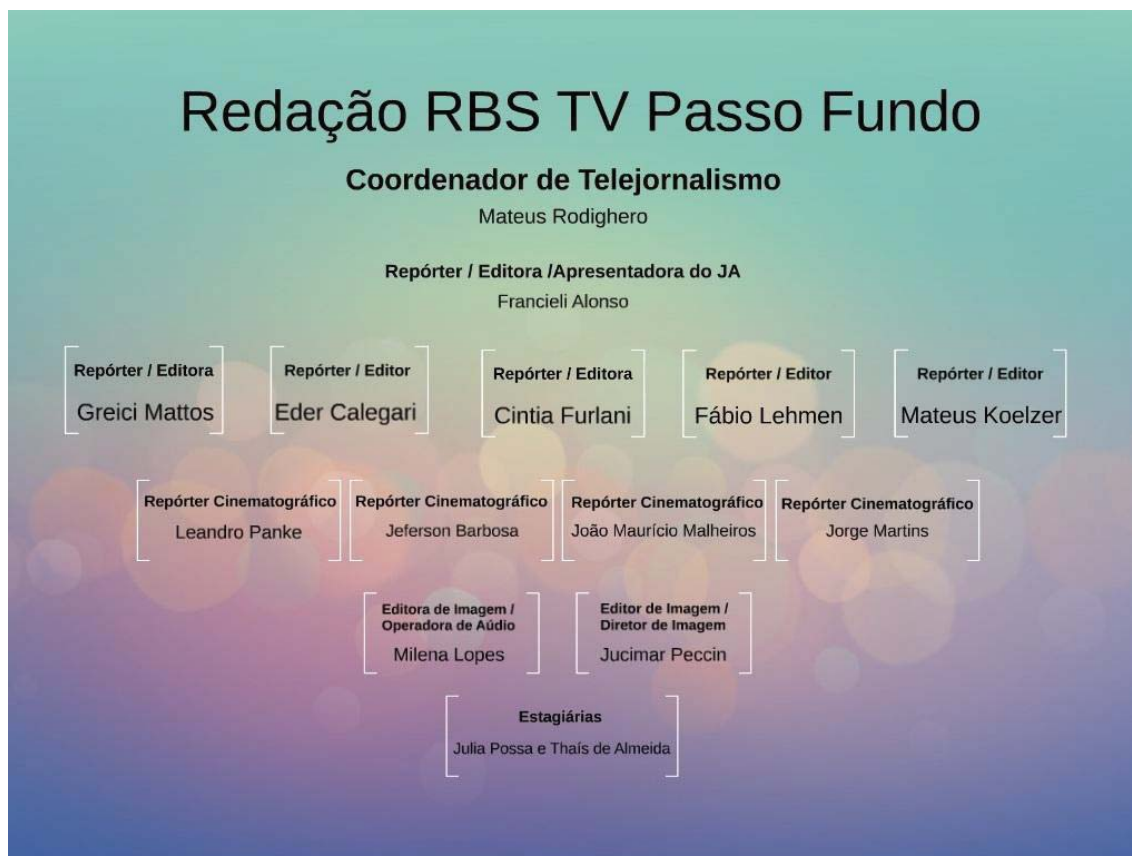 Redação RBS TV Passo Fundo
Coordenador de Telejornalismo
Mateus Rodighero
Repórter / Editora /Apresentadora do JA
Francieli Alonso
Repórter / Editora
Greici Mattos
Repórter / Editor
Eder Calegari
Repórter / Editora
Cintia Furlani
Repórter / Editor
Fábio Lehmen
Repórter / Editor
Mateus Koelzer
Repórter Cinematográfico
Leandro Panke
Repórter Cinematográfico
Jeferson Barbosa
Repórter Cinematográfico
João Maurício Malheiros
Repórter Cinematográfico
Jorge Martins
Editora de Imagem /
Operadora de Aúdio
Milena Lopes
Editor de Imagem /
Diretor de Imagem
Jucimar Peccin
Estagiárias
Julia Possa e Thaís de Almeida